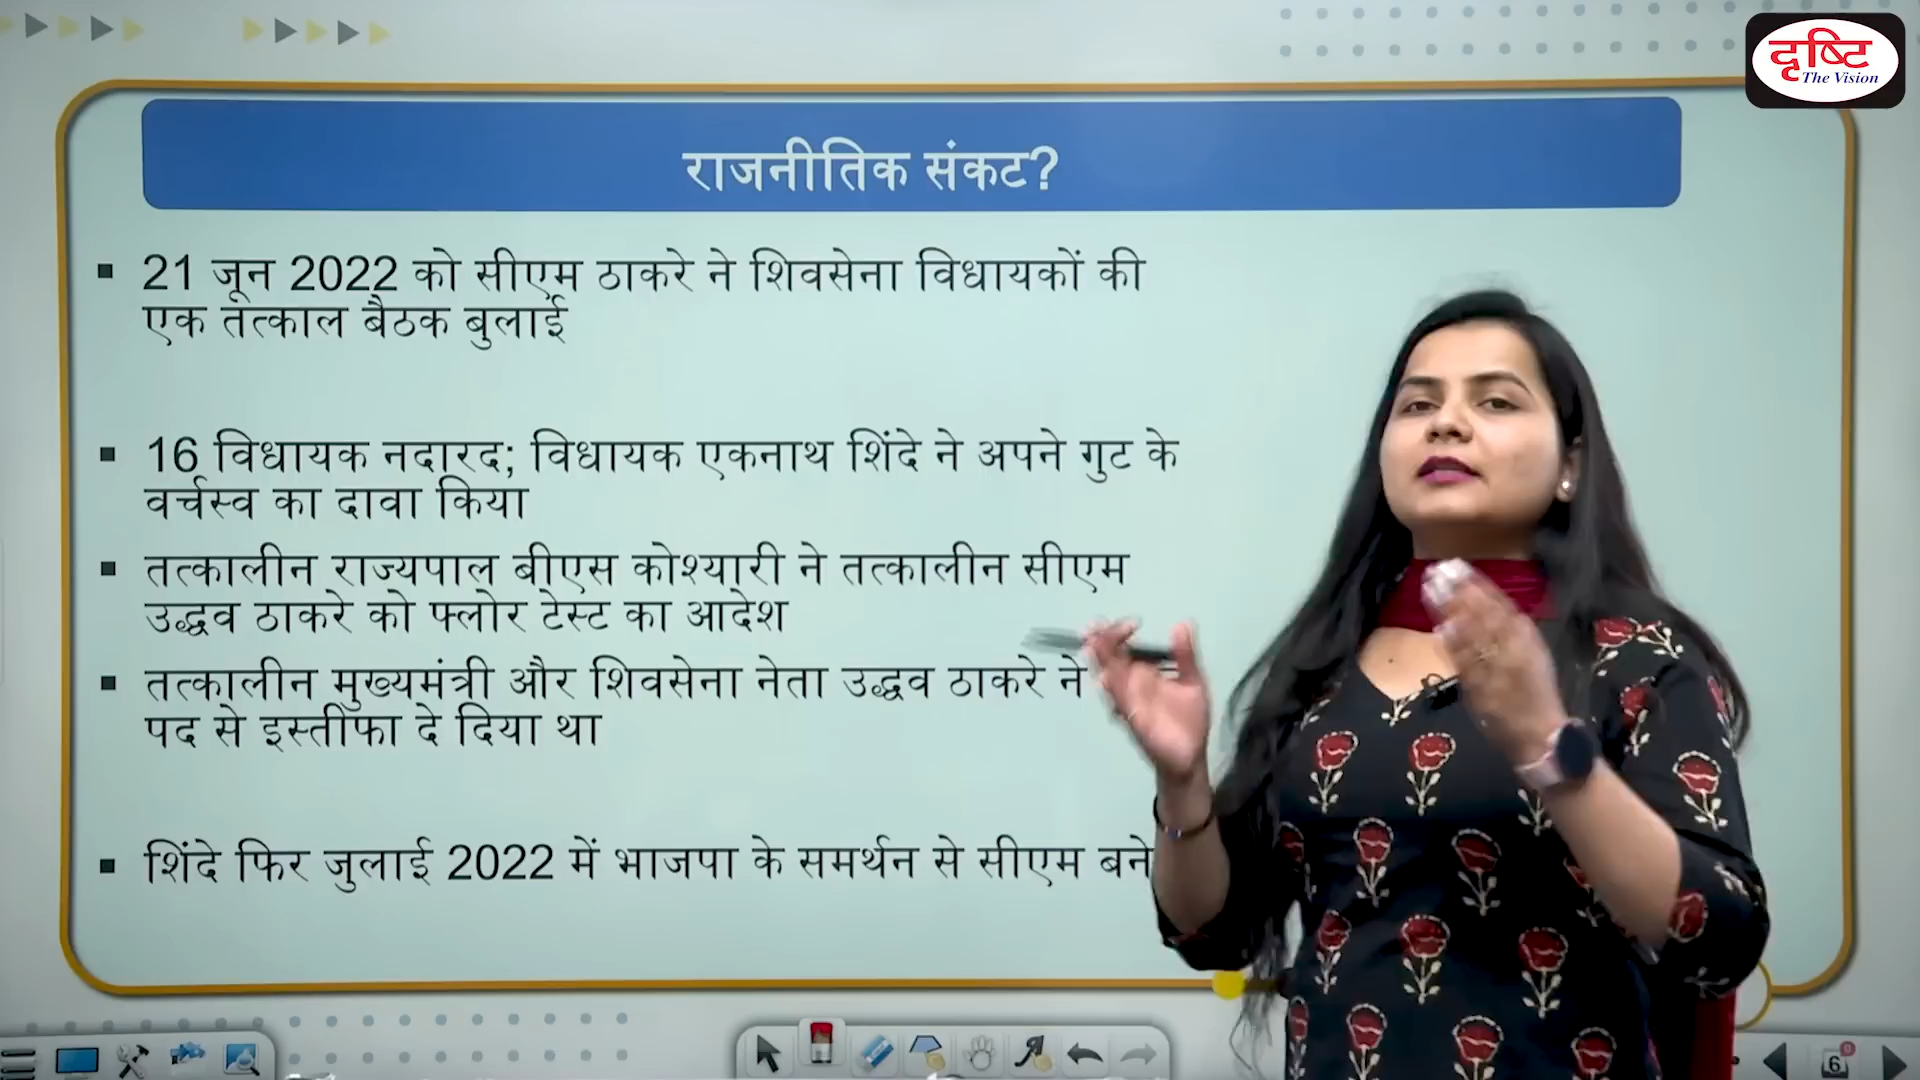 दृष्टि
The Vision
राजनीतिक संकट?
▪ 21 जून 2022 को सीएम ठाकरे ने शिवसेना विधायकों की
एक तत्काल बैठक बुलाई
▪ 16 विधायक नदारद; विधायक एकनाथ शिंदे ने अपने गुट के
वर्चस्व का दावा किया
▪ तत्कालीन राज्यपाल बीएस कोश्यारी ने तत्कालीन सीएम
उद्धव ठाकरे को फ्लोर टेस्ट का आदेश
▪ तत्कालीन मुख्यमंत्री और शिवसेना नेता उद्धव ठाकरे ने
पद से इस्तीफा दे दिया था
▪ शिंदे फिर जुलाई 2022 में भाजपा के समर्थन से सीएम बने
6